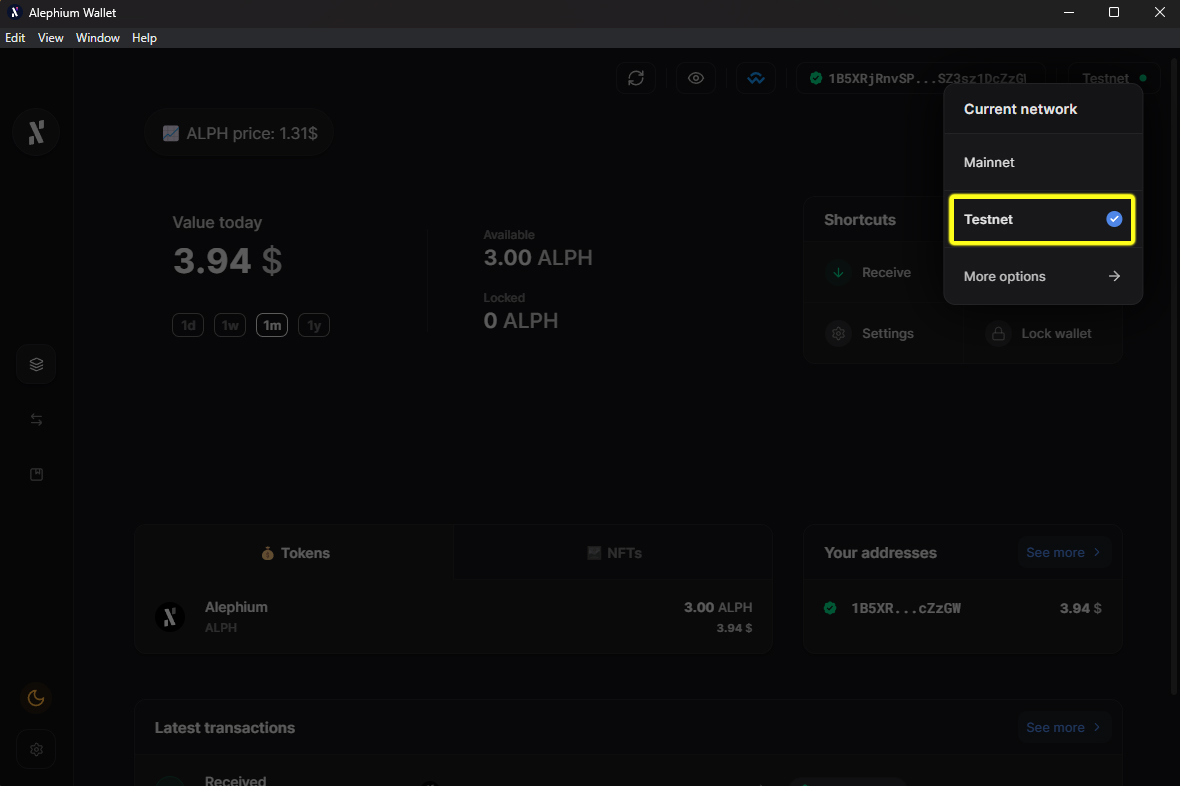 Alephium Wallet
Edit View Window Help
1B5XRjRnvSP...SZ3sz1DcZzGW
Testnet
Current network
Mainnet
Testnet
More options
📈 ALPH price: 1.31$
Value today
3.94 $
1d 1w 1m 1y
Available
3.00 ALPH
Locked
0 ALPH
Shortcuts
Receive
Settings
Lock wallet
💰 Tokens
NFTs
Alephium
ALPH
3.00 ALPH
3.94 $
Your addresses
See more
1B5XR...cZzGW
3.94 $
Latest transactions
See more
Received